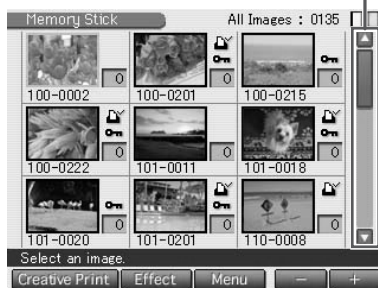 Memory Stick All Images : 0135
0 0 0
100-0002 100-0201 100-0215
0 0 0
100-0222 101-0011 101-0018
0 0 0
101-0020 101-0201 110-0008
Select an image.
Creative Print Effect Menu − +